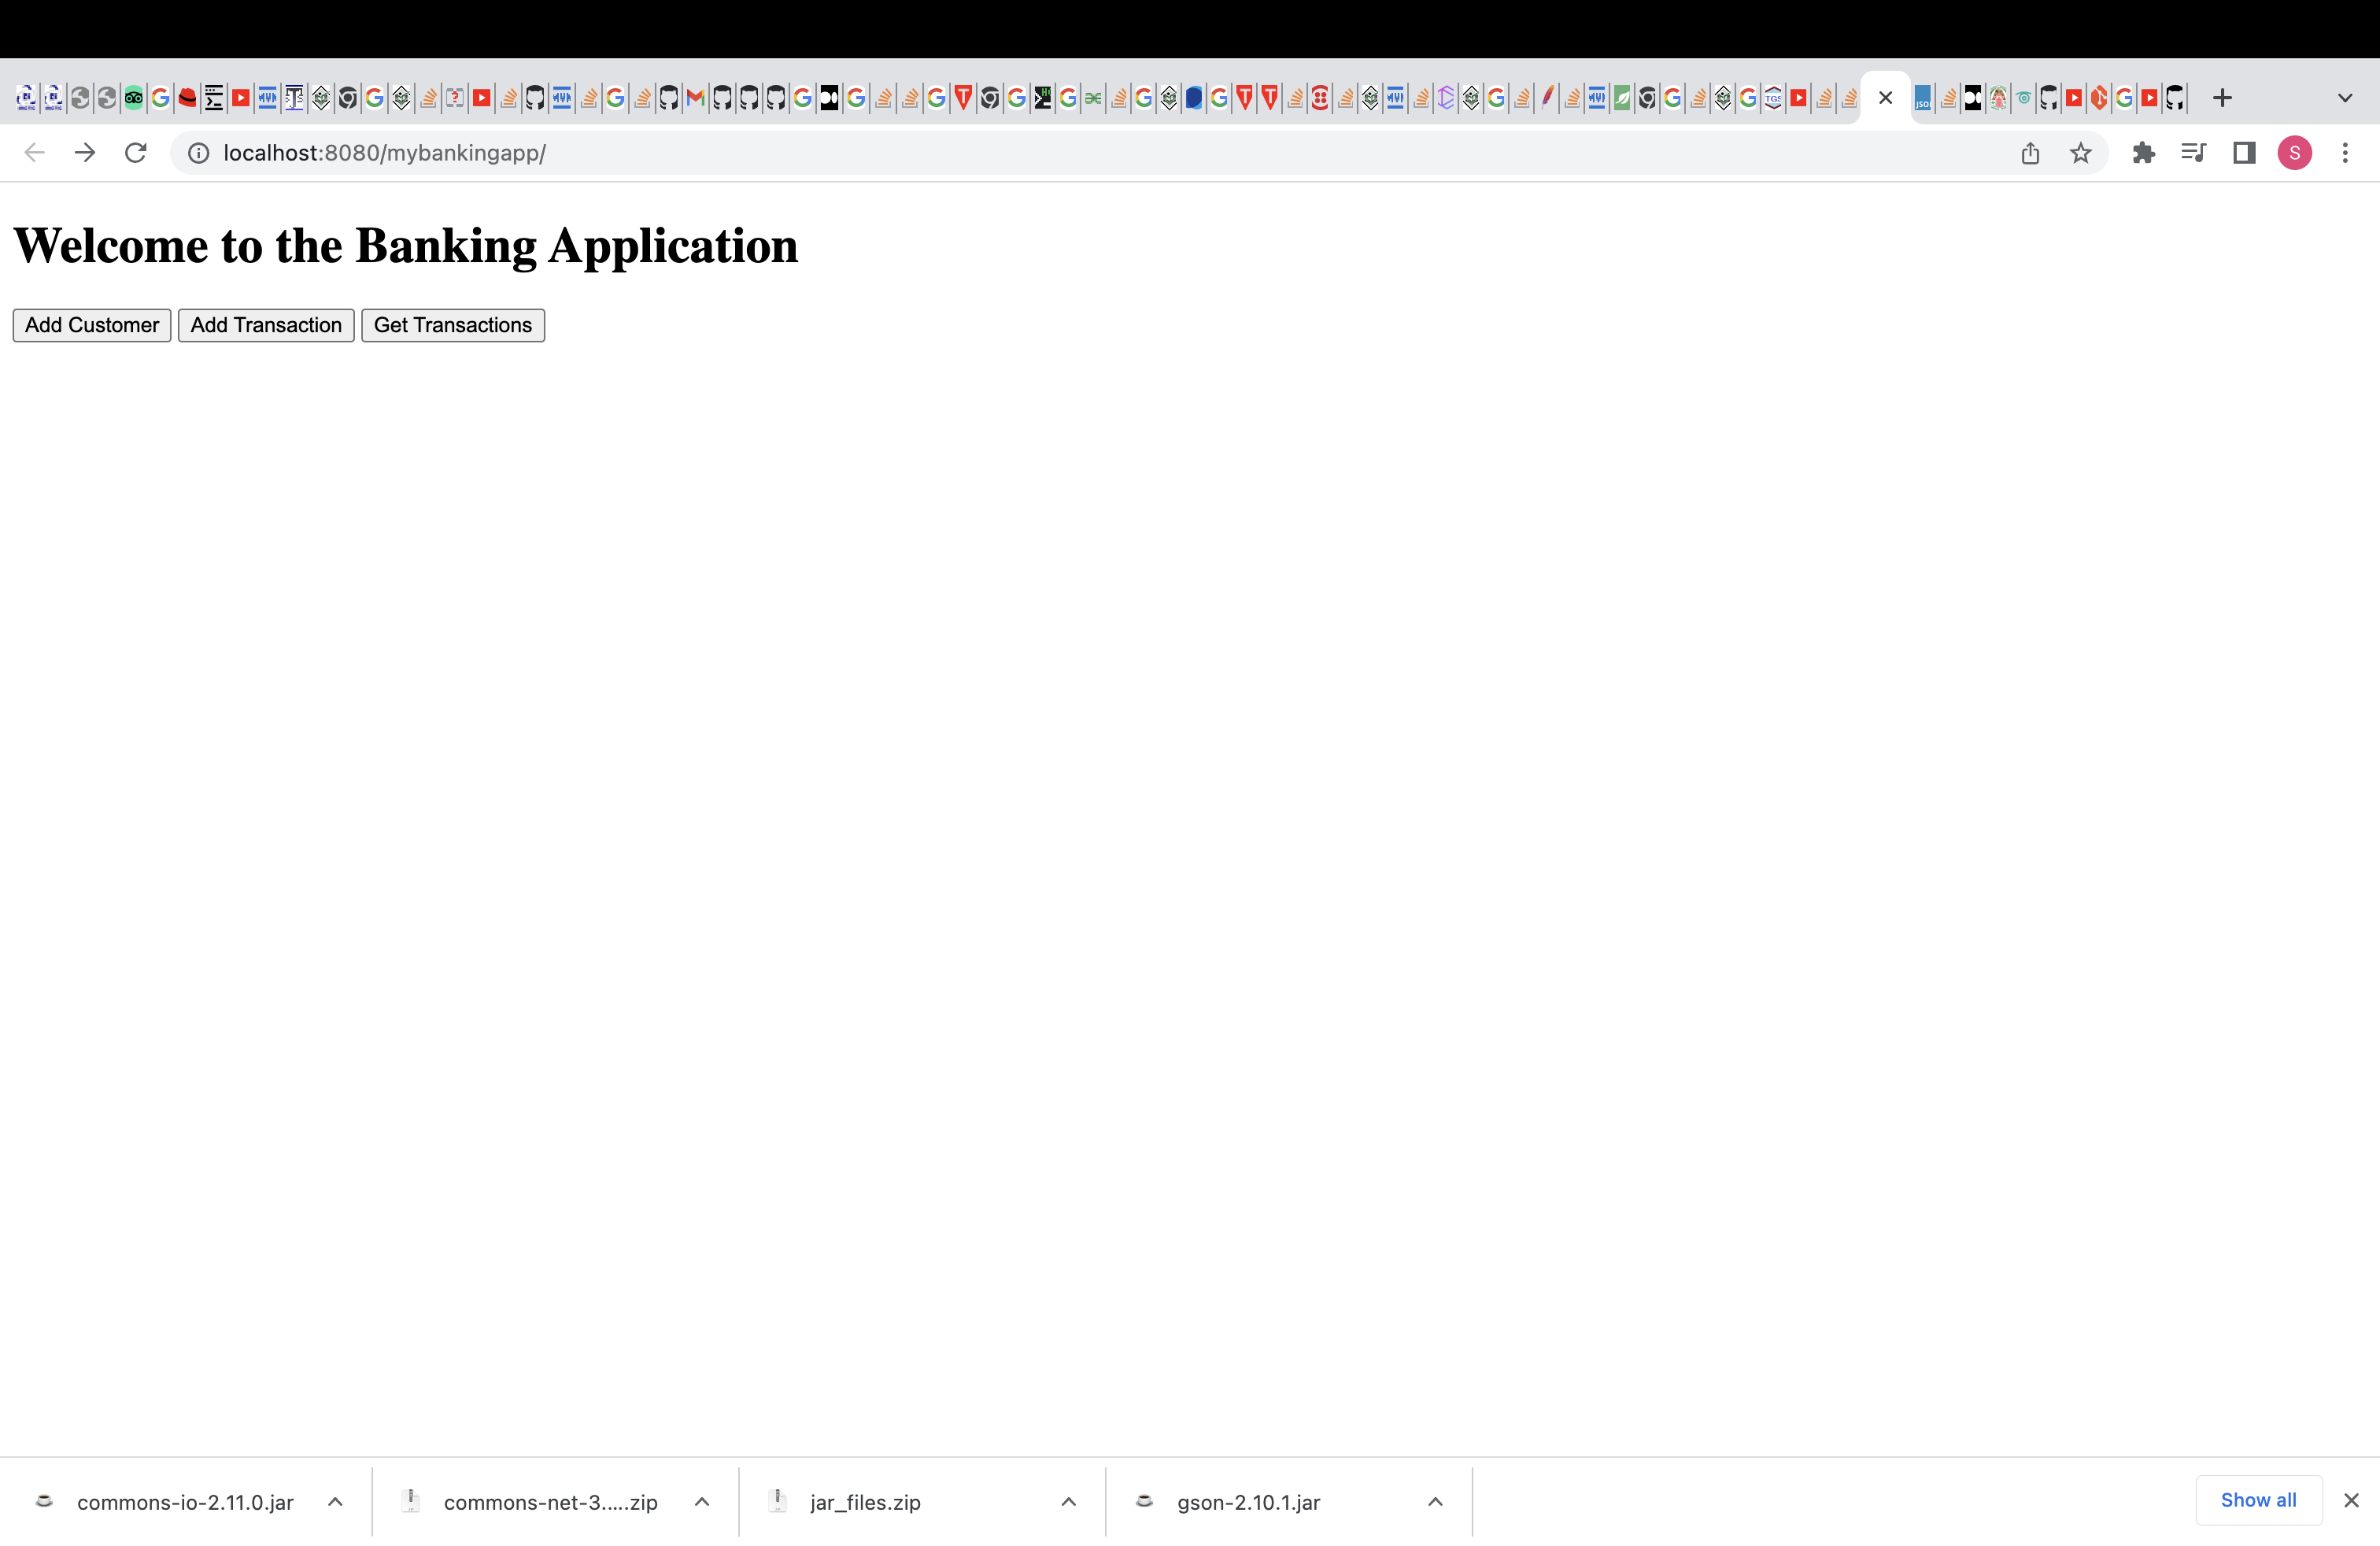 localhost:8080/mybankingapp/
S
Welcome to the Banking Application
Add Customer Add Transaction Get Transactions
commons-io-2.11.0.jar commons-net-3.....zip jar_files.zip gson-2.10.1.jar Show all